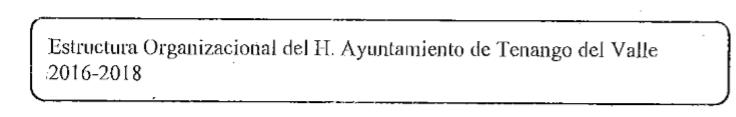 Estructura Organizacional del H. Ayuntamiento de Tenango del Valle
2016-2018